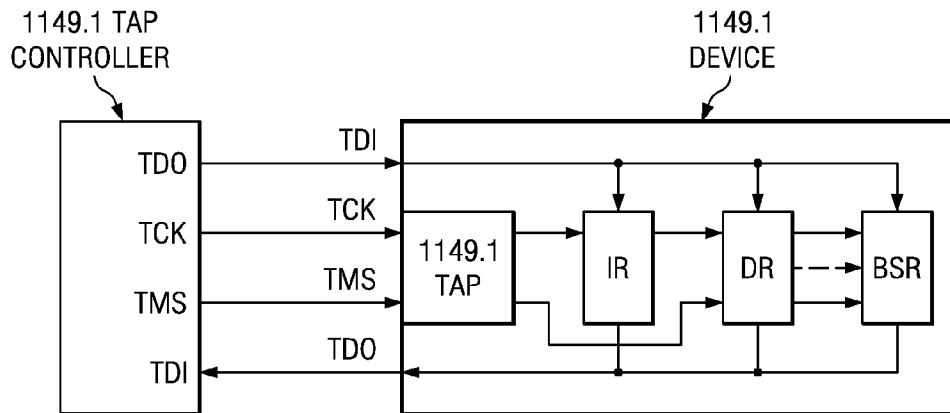 1149.1 TAP
CONTROLLER
1149.1
DEVICE
TDO
TDI
TCK
TCK
1149.1
TAP
IR
DR
BSR
TMS
TMS
TDI
TDO